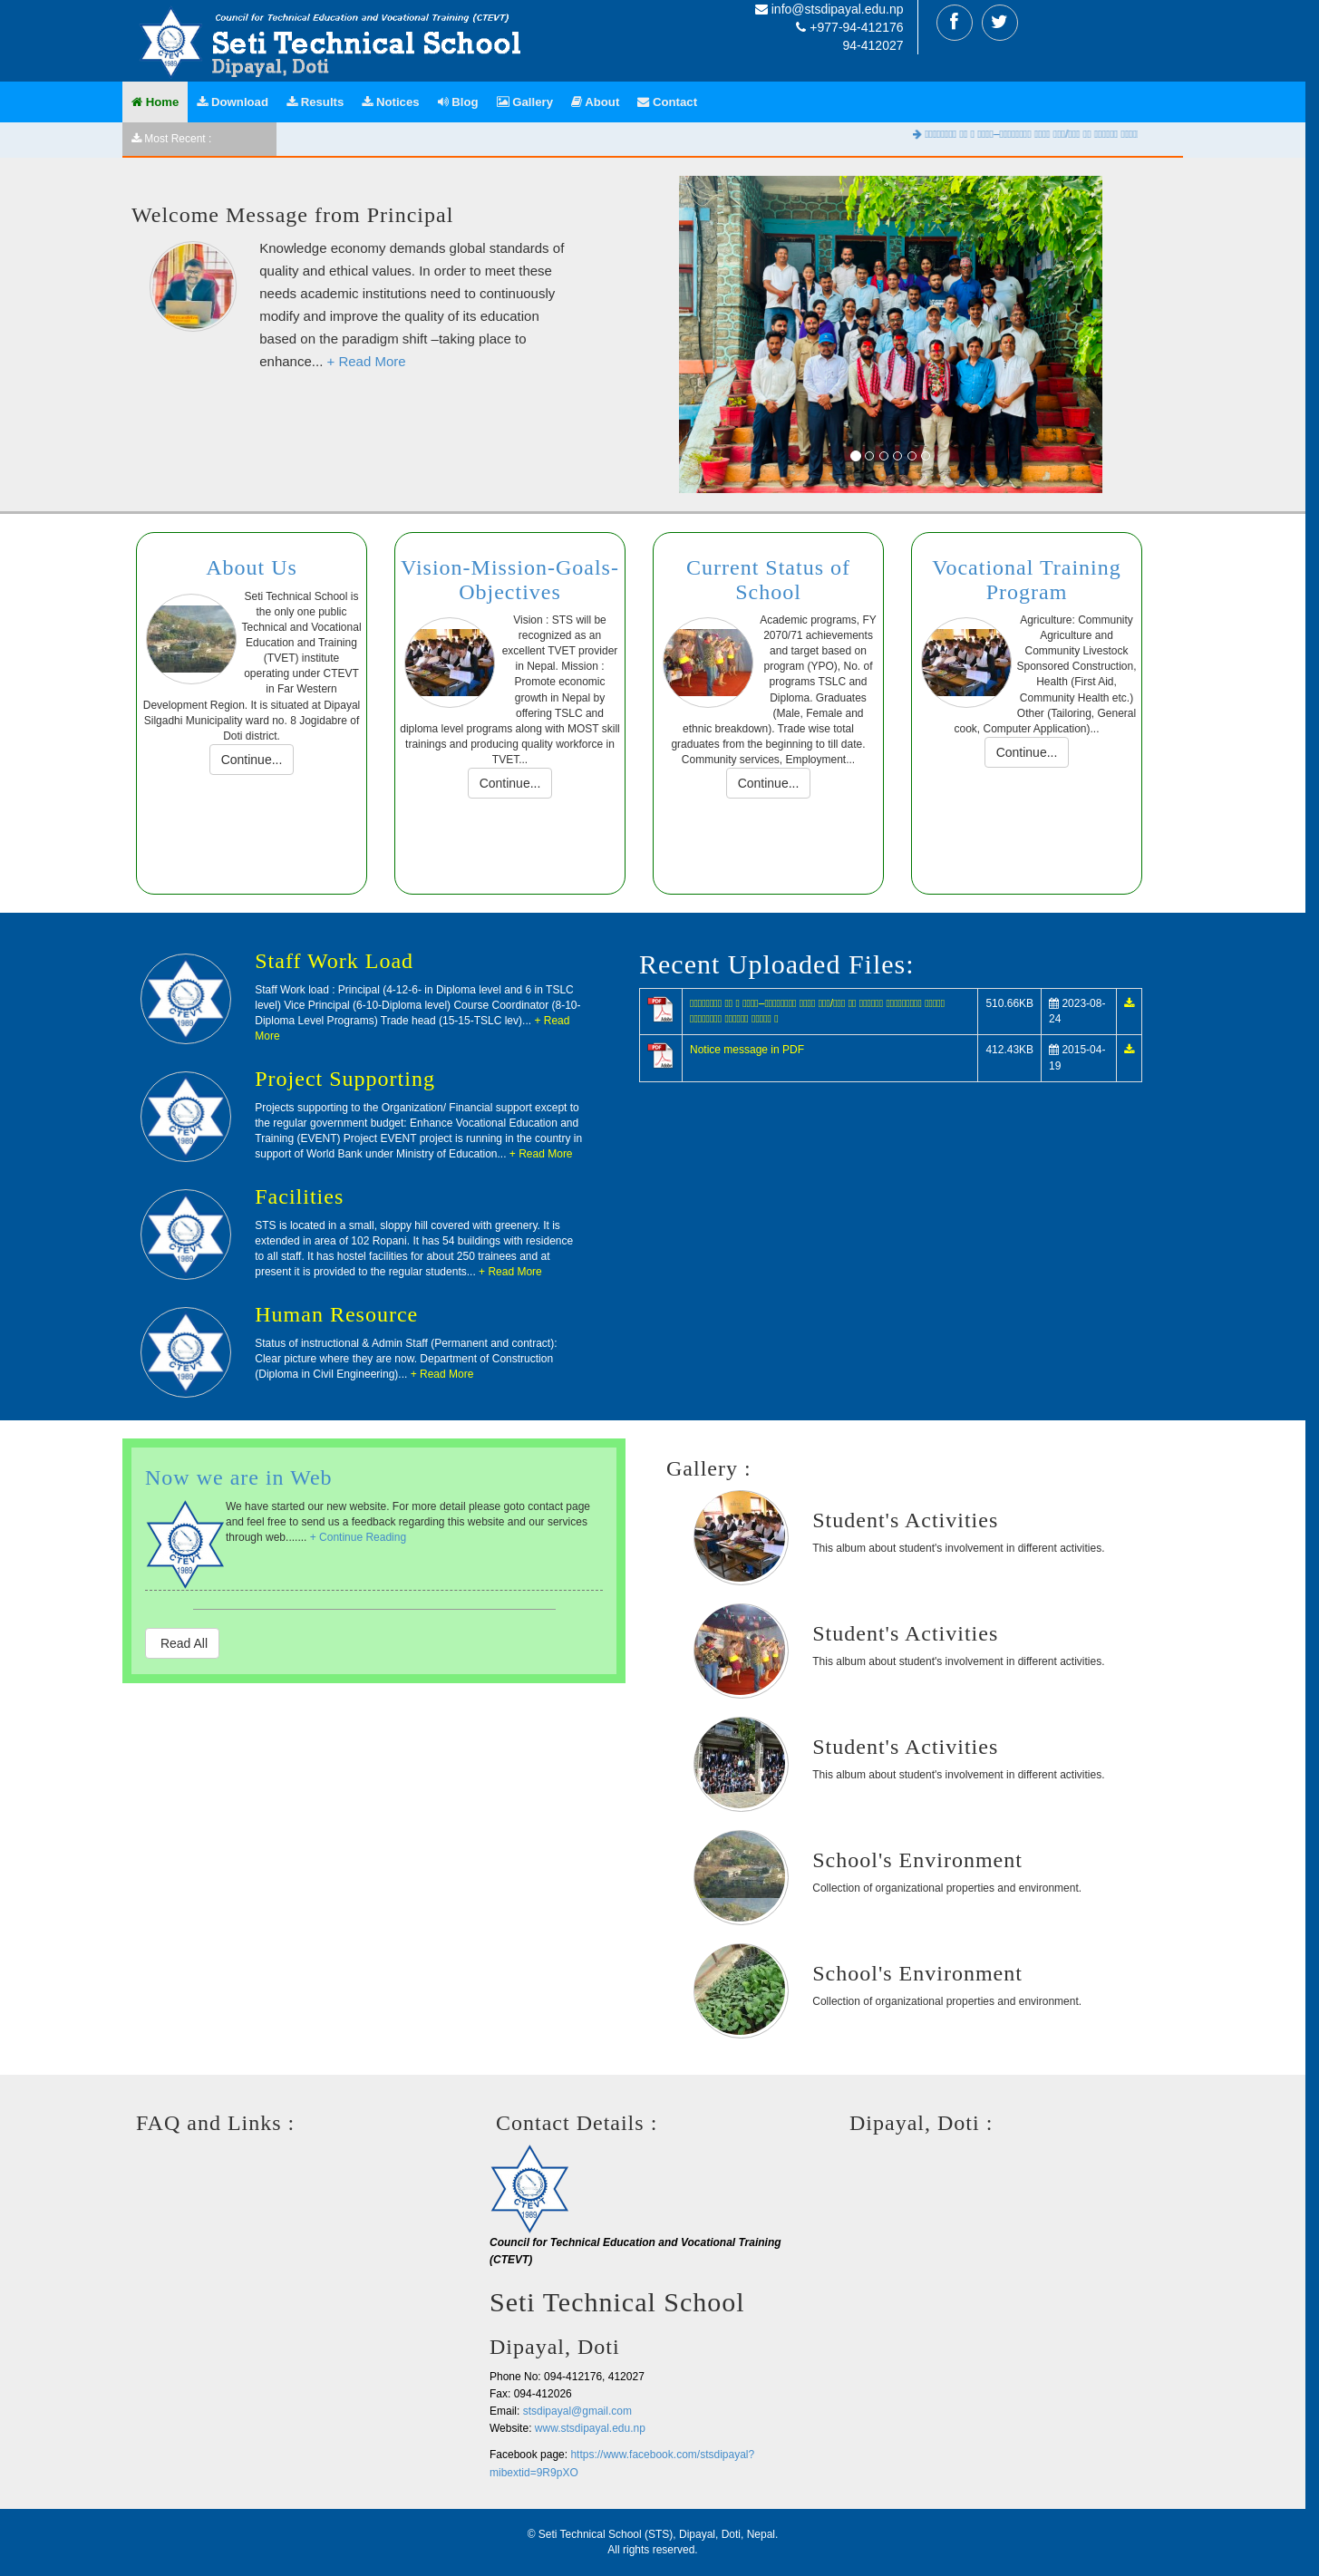 Council for Technical Education and Vocational Training (CTEVT)
Seti Technical School
Dipayal, Doti
info@stsdipayal.edu.np
+977-94-412176
94-412027
Home Download Results Notices Blog Gallery About Contact
Most Recent :
Welcome Message from Principal
Knowledge economy demands global standards of
quality and ethical values. In order to meet these
needs academic institutions need to continuously
modify and improve the quality of its education
based on the paradigm shift –taking place to
enhance... + Read More
About Us
Seti Technical School is
the only one public
Technical and Vocational
Education and Training
(TVET) institute
operating under CTEVT
in Far Western
Development Region. It is situated at Dipayal
Silgadhi Municipality ward no. 8 Jogidabre of
Doti district.
Continue...
Vision-Mission-Goals-
Objectives
Vision : STS will be
recognized as an
excellent TVET provider
in Nepal. Mission :
Promote economic
growth in Nepal by
offering TSLC and
diploma level programs along with MOST skill
trainings and producing quality workforce in
TVET...
Continue...
Current Status of
School
Academic programs, FY
2070/71 achievements
and target based on
program (YPO), No. of
programs TSLC and
Diploma. Graduates
(Male, Female and
ethnic breakdown). Trade wise total
graduates from the beginning to till date.
Community services, Employment...
Continue...
Vocational Training
Program
Agriculture: Community
Agriculture and
Community Livestock
Sponsored Construction,
Health (First Aid,
Community Health etc.)
Other (Tailoring, General
cook, Computer Application)...
Continue...
Staff Work Load
Staff Work load : Principal (4-12-6- in Diploma level and 6 in TSLC
level) Vice Principal (6-10-Diploma level) Course Coordinator (8-10-
Diploma Level Programs) Trade head (15-15-TSLC lev)... + Read
More
Project Supporting
Projects supporting to the Organization/ Financial support except to
the regular government budget: Enhance Vocational Education and
Training (EVENT) Project EVENT project is running in the country in
support of World Bank under Ministry of Education... + Read More
Facilities
STS is located in a small, sloppy hill covered with greenery. It is
extended in area of 102 Ropani. It has 54 buildings with residence
to all staff. It has hostel facilities for about 250 trainees and at
present it is provided to the regular students... + Read More
Human Resource
Status of instructional & Admin Staff (Permanent and contract):
Clear picture where they are now. Department of Construction
(Diploma in Civil Engineering)... + Read More
Recent Uploaded Files:
510.66KB 2023-08-
24
Notice message in PDF 412.43KB 2015-04-
19
Now we are in Web
We have started our new website. For more detail please goto contact page
and feel free to send us a feedback regarding this website and our services
through web....... + Continue Reading
Read All
Gallery :
Student's Activities
This album about student's involvement in different activities.
Student's Activities
This album about student's involvement in different activities.
Student's Activities
This album about student's involvement in different activities.
School's Environment
Collection of organizational properties and environment.
School's Environment
Collection of organizational properties and environment.
FAQ and Links :
Contact Details :
CTEVT
1989
Council for Technical Education and Vocational Training
(CTEVT)
Seti Technical School
Dipayal, Doti
Phone No: 094-412176, 412027
Fax: 094-412026
Email: stsdipayal@gmail.com
Website: www.stsdipayal.edu.np
Facebook page: https://www.facebook.com/stsdipayal?
mibextid=9R9pXO
Dipayal, Doti :
© Seti Technical School (STS), Dipayal, Doti, Nepal.
All rights reserved.